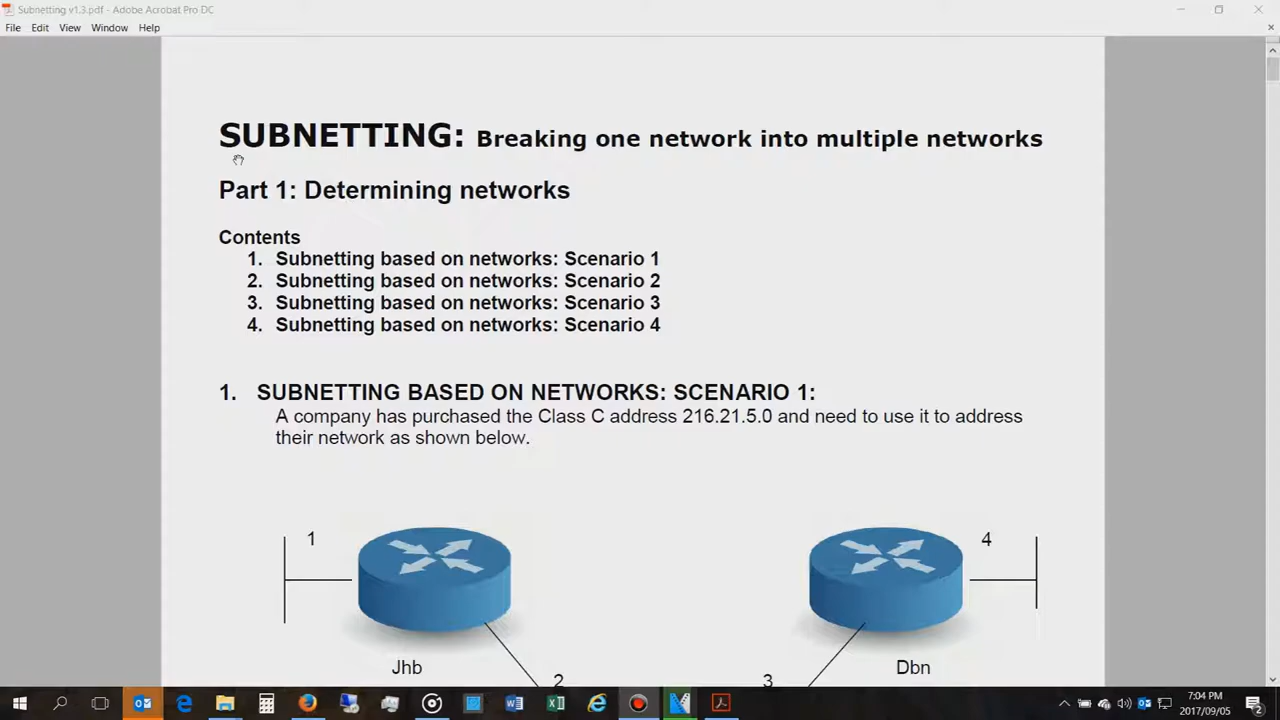 Subnetting v1.3.pdf - Adobe Acrobat Pro DC
File Edit View Window Help
SUBNETTING: Breaking one network into multiple networks
Part 1: Determining networks
Contents
1. Subnetting based on networks: Scenario 1
2. Subnetting based on networks: Scenario 2
3. Subnetting based on networks: Scenario 3
4. Subnetting based on networks: Scenario 4
1. SUBNETTING BASED ON NETWORKS: SCENARIO 1:
A company has purchased the Class C address 216.21.5.0 and need to use it to address
their network as shown below.
1 4
Jhb Dbn
2 3
7:04 PM
2017/09/05
2